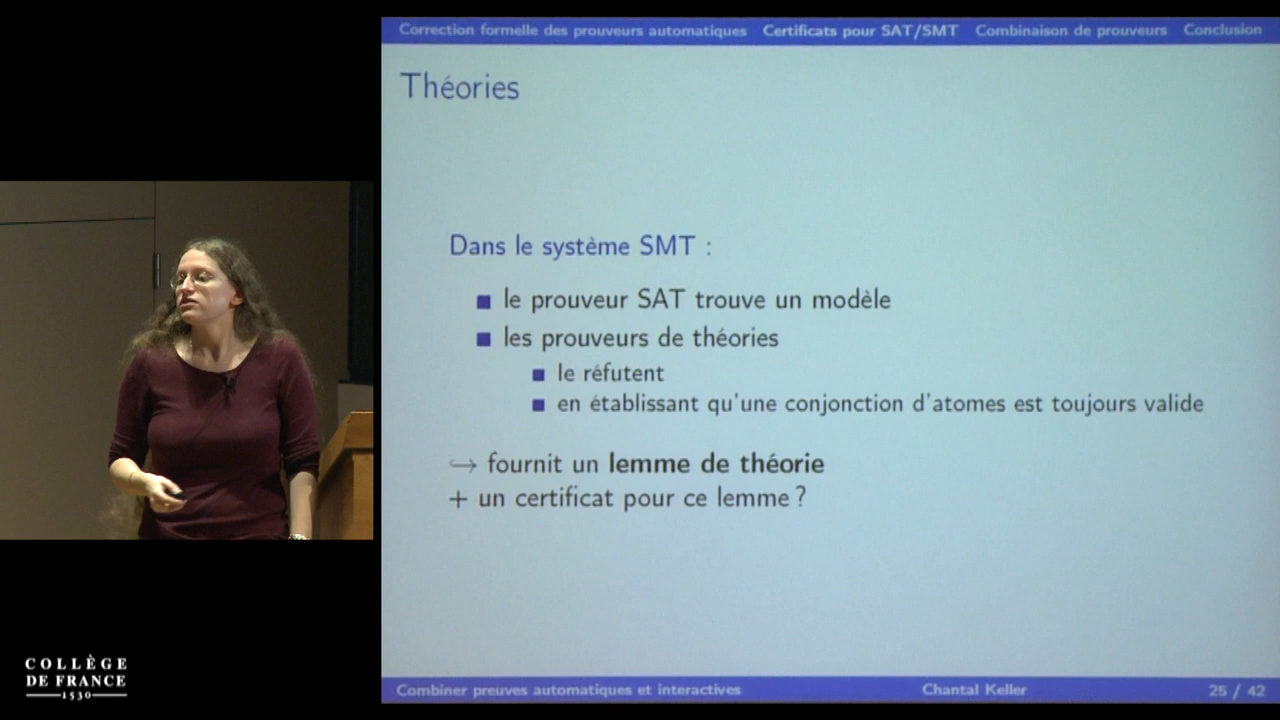 Correction formelle des prouveurs automatiques Certificats pour SAT/SMT Combinaison de prouveurs Conclusion
Théories
Dans le système SMT :
le prouveur SAT trouve un modèle
les prouveurs de théories
le réfutent
en établissant qu'une conjonction d'atomes est toujours valide
↪ fournit un lemme de théorie
+ un certificat pour ce lemme ?
Combiner preuves automatiques et interactives Chantal Keller 25 / 42
COLLÈGE
DE FRANCE
1530